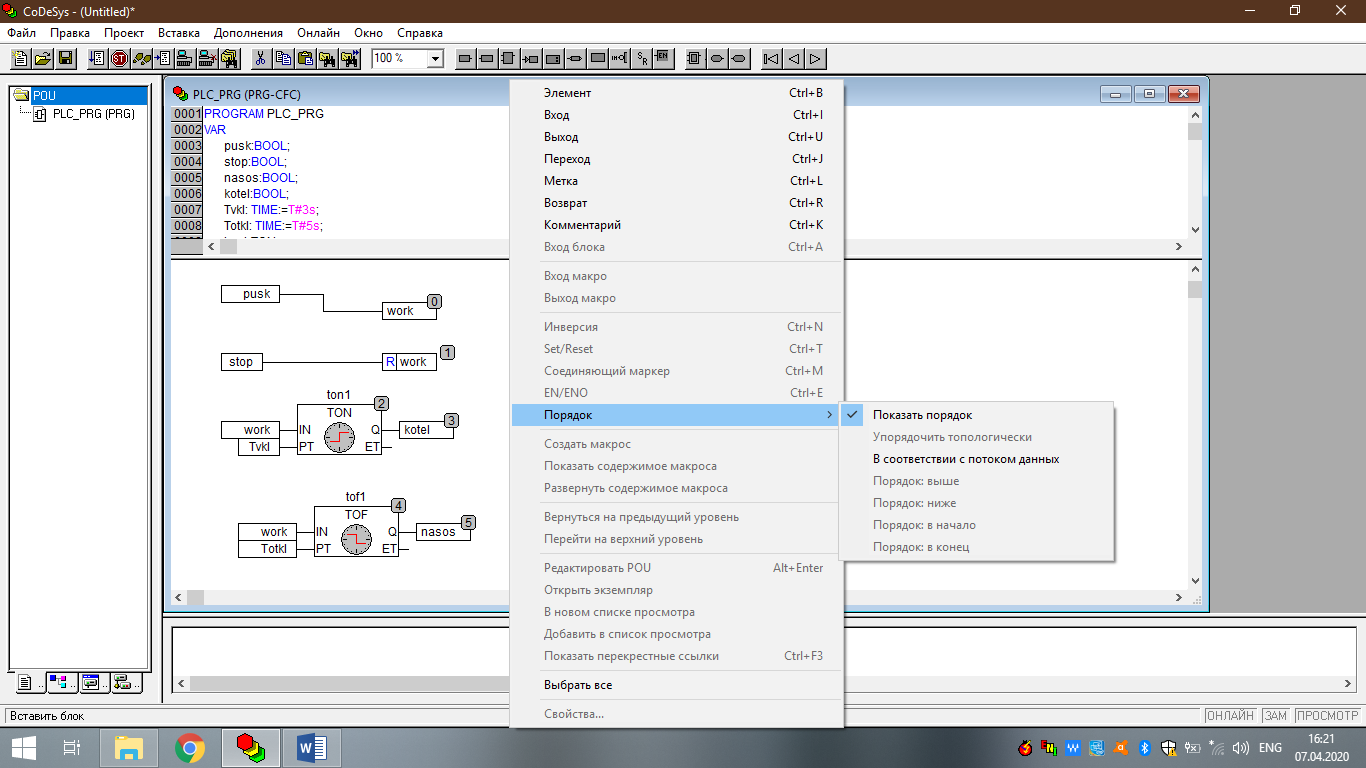 CoDeSys - (Untitled)*
Файл Правка Проект Вставка Дополнения Онлайн Окно Справка
100 %
POU
PLC_PRG (PRG)
PLC_PRG (PRG-CFC)
0001 PROGRAM PLC_PRG
0002 VAR
0003 pusk:BOOL;
0004 stop:BOOL;
0005 nasos:BOOL;
0006 kotel:BOOL;
0007 Tvkl: TIME:=T#3s;
0008 Totkl: TIME:=T#5s;
pusk
work 0
stop R work 1
ton1
TON 2
work IN Q kotel 3
Tvkl PT ET
tof1
TOF 4
work IN Q nasos 5
Totkl PT ET
Элемент Ctrl+B
Вход Ctrl+I
Выход Ctrl+U
Переход Ctrl+J
Метка Ctrl+L
Возврат Ctrl+R
Комментарий Ctrl+K
Вход блока Ctrl+A
Вход макро
Выход макро
Инверсия Ctrl+N
Set/Reset Ctrl+T
Соединяющий маркер Ctrl+M
EN/ENO Ctrl+E
Порядок
Создать макрос
Показать содержимое макроса
Развернуть содержимое макроса
Вернуться на предыдущий уровень
Перейти на верхний уровень
Редактировать POU Alt+Enter
Открыть экземпляр
В новом списке просмотра
Добавить в список просмотра
Показать перекрестные ссылки Ctrl+F3
Выбрать все
Свойства...
Показать порядок
Упорядочить топологически
В соответствии с потоком данных
Порядок: выше
Порядок: ниже
Порядок: в начало
Порядок: в конец
Вставить блок
ОНЛАЙН ЗАМ ПРОСМОТР
ENG
16:21
07.04.2020